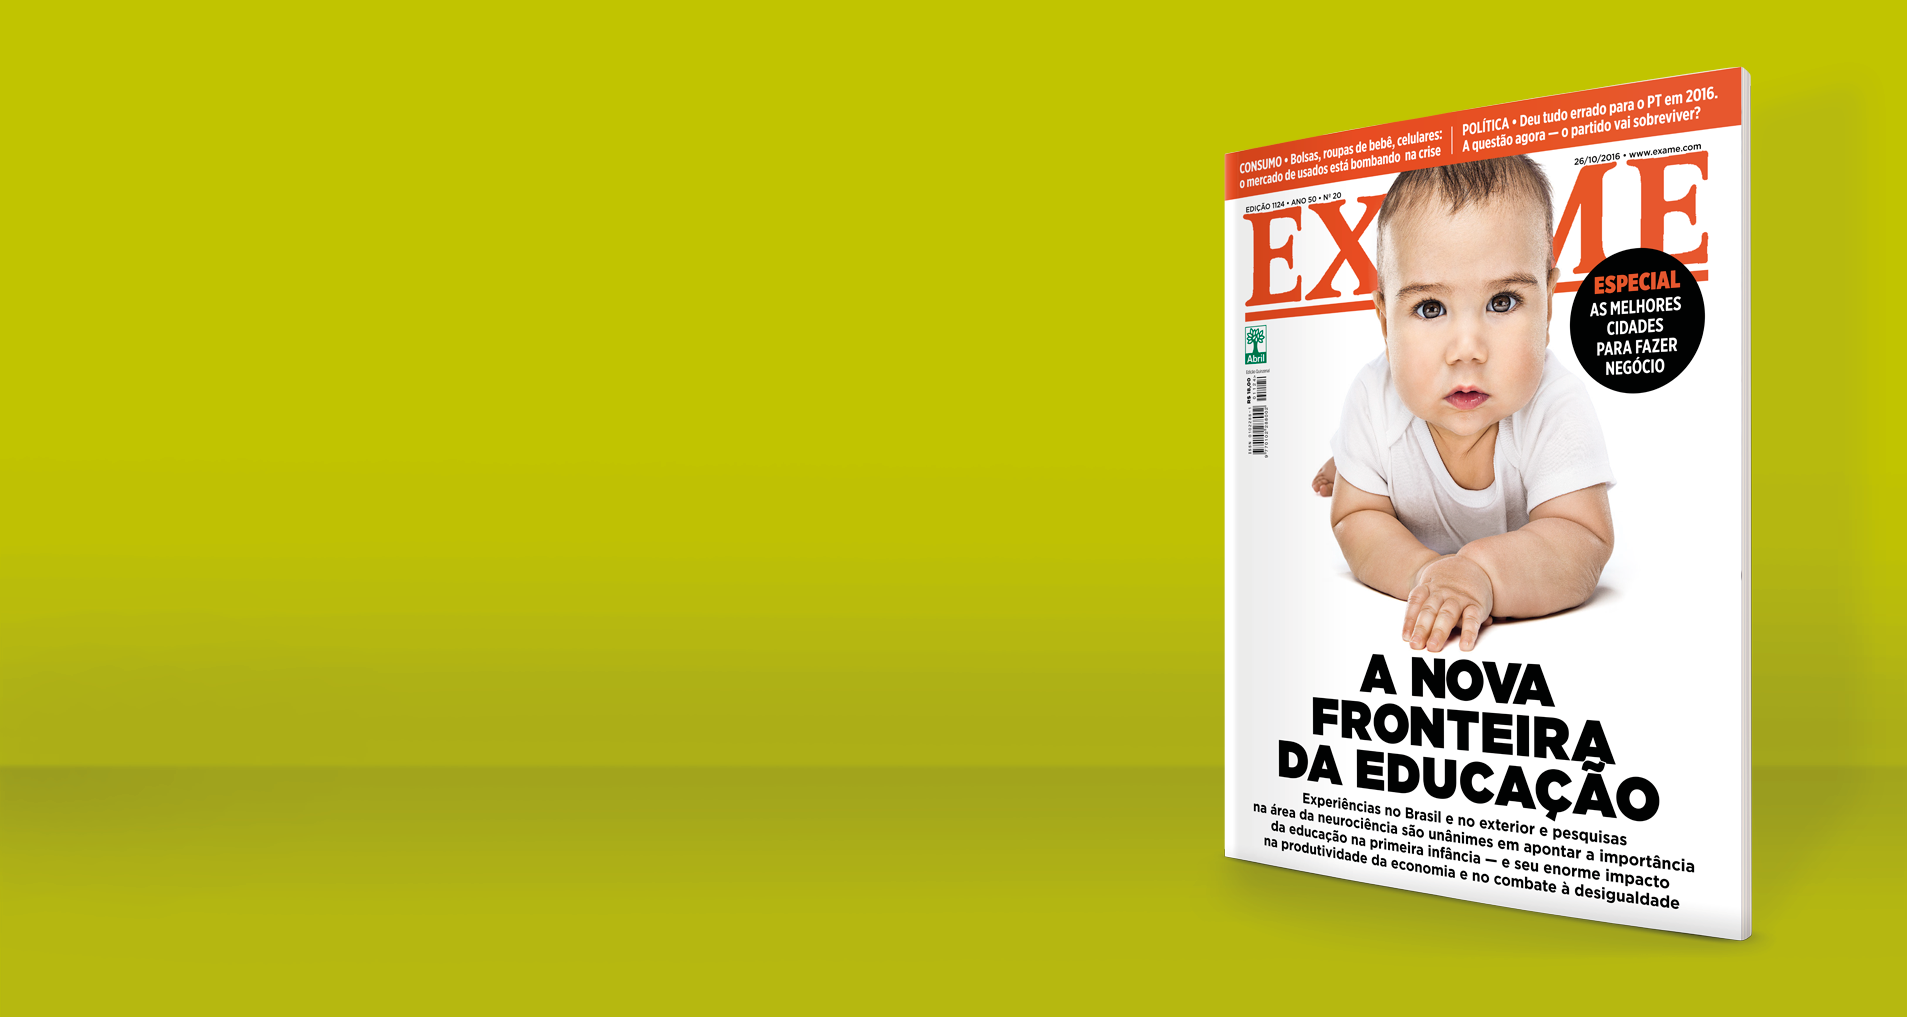 CONSUMO • Bolsas, roupas de bebê, celulares:
o mercado de usados está bombando na crise
POLÍTICA • Deu tudo errado para o PT em 2016.
A questão agora — o partido vai sobreviver?
26/10/2016 • www.exame.com
EDIÇÃO 1124 • ANO 50 • Nº 20
EX ME
ESPECIAL
AS MELHORES
CIDADES
PARA FAZER
NEGÓCIO
Abril
R$ 18,00
A NOVA
FRONTEIRA
DA EDUCAÇÃO
Experiências no Brasil e no exterior e pesquisas
na área da neurociência são unânimes em apontar a importância
da educação na primeira infância — e seu enorme impacto
na produtividade da economia e no combate à desigualdade